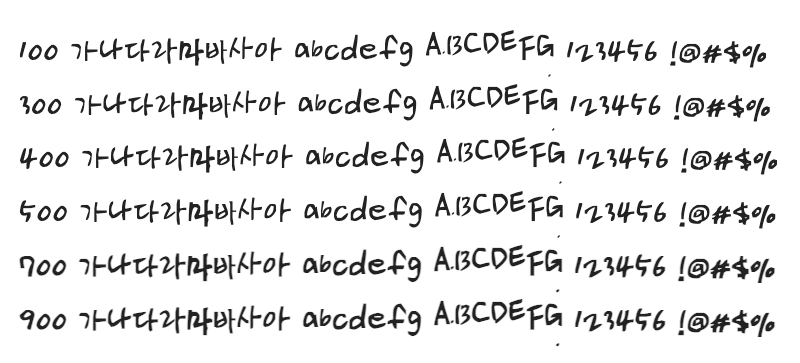 100 가나다라마바사아 abcdefg ABCDEFG 123456 !@#$%
300 가나다라마바사아 abcdefg ABCDEFG 123456 !@#$%
400 가나다라마바사아 abcdefg ABCDEFG 123456 !@#$%
500 가나다라마바사아 abcdefg ABCDEFG 123456 !@#$%
700 가나다라마바사아 abcdefg ABCDEFG 123456 !@#$%
900 가나다라마바사아 abcdefg ABCDEFG 123456 !@#$%